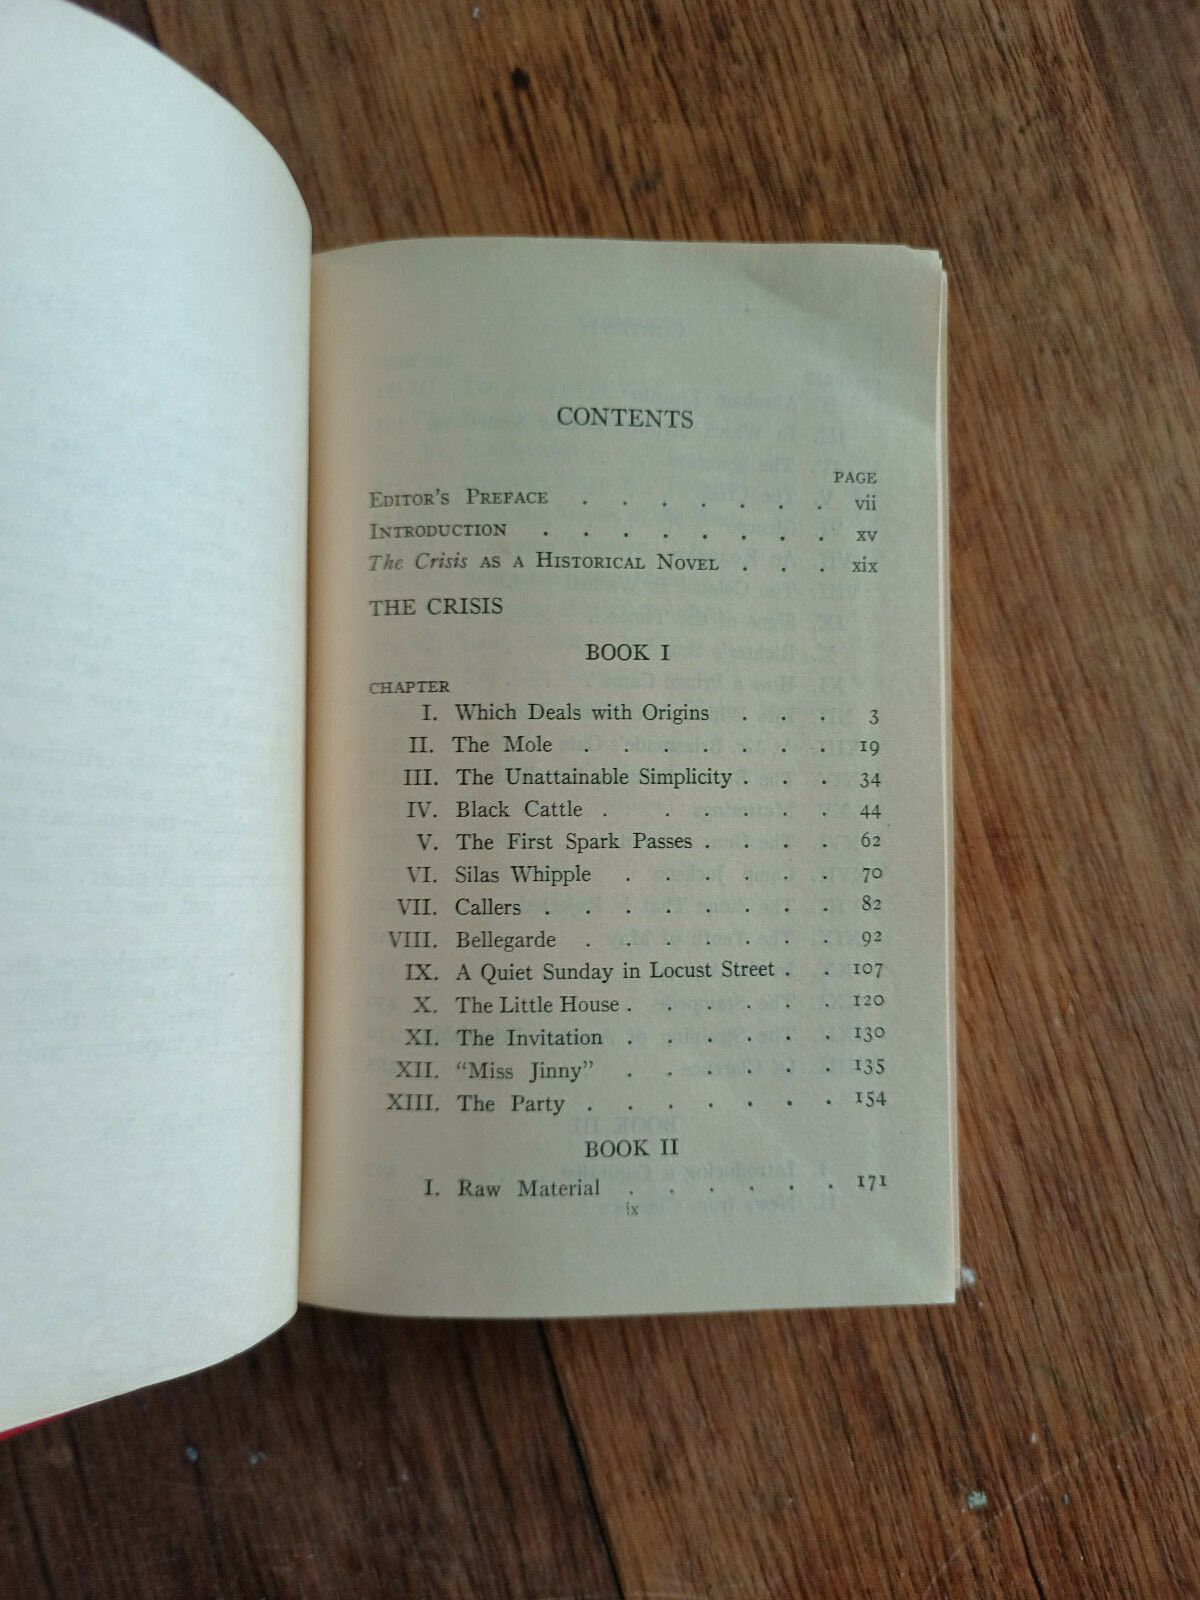 CONTENTS
PAGE
EDITOR'S PREFACE . . . . . . . vii
INTRODUCTION . . . . . . . . xv
The Crisis AS A HISTORICAL NOVEL . . . xix
THE CRISIS
BOOK I
CHAPTER
I. Which Deals with Origins . . . 3
II. The Mole . . . . . . . 19
III. The Unattainable Simplicity . . . 34
IV. Black Cattle . . . . . . 44
V. The First Spark Passes . . . . 62
VI. Silas Whipple . . . . . . 70
VII. Callers . . . . . . . . 82
VIII. Bellegarde . . . . . . . 92
IX. A Quiet Sunday in Locust Street . . 107
X. The Little House . . . . . . 120
XI. The Invitation . . . . . . 130
XII. “Miss Jinny” . . . . . . 135
XIII. The Party . . . . . . . 154
BOOK II
I. Raw Material . . . . . . 171
ix